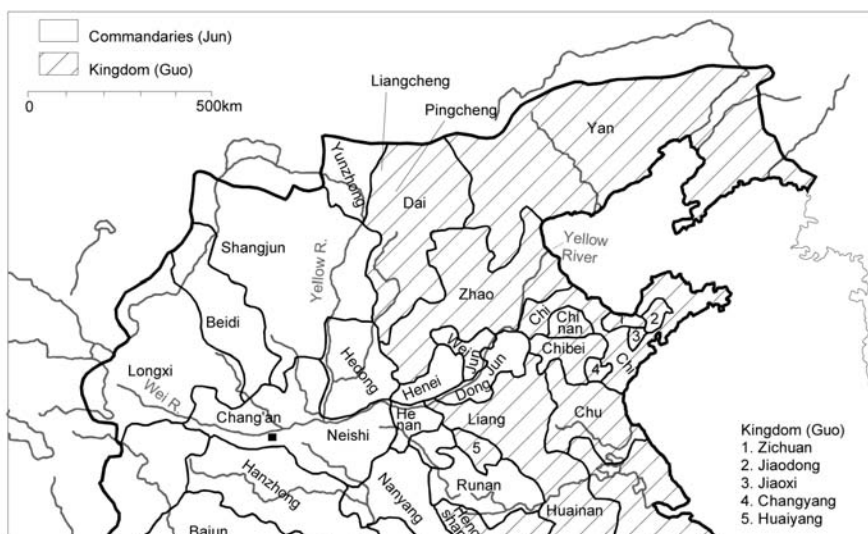 Commandaries (Jun)
Kingdom (Guo)
0 500km
Liangcheng
Pingcheng
Yan
Yunzhong
Dai
Shangjun
Yellow R.
Yellow
River
Zhao
Beidi
Chi
Chi
nan
1
2
3
Wei
Jun
Chibei
Chi
4
Longxi
Hedong
Henei
Dong
Jun
Wei R.
Chang'an
He
nan
Liang
Chu
Neishi
5
Hanzhong
Nanyang
Runan
Heng
shan
Huainan
Bajun
Kingdom (Guo)
1. Zichuan
2. Jiaodong
3. Jiaoxi
4. Changyang
5. Huaiyang